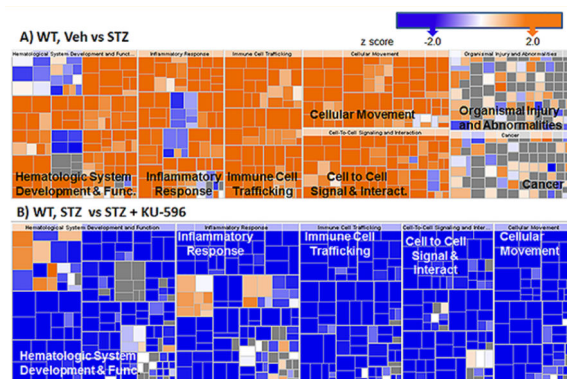 A) WT, Veh vs STZ
z score
-2.0
2.0
Hematological System Development and Funct...
Inflammatory Response
Immune Cell Trafficking
Cellular Movement
Organismal Injury and Abnormalities
Cellular Movement
Organismal Injury
and Abnormalities
Cell-To-Cell Signaling and Interaction
Cancer
Hematologic System
Development & Func.
Inflammatory
Response
Immune Cell
Trafficking
Cell to Cell
Signal & Interact.
Cancer
B) WT, STZ vs STZ + KU-596
Hematological System Development and Function
Inflammatory Response
Immune Cell Trafficking
Cell-To-Cell Signaling and Inter...
Cellular Movement
Inflammatory
Response
Immune Cell
Trafficking
Cell to Cell
Signal &
Interact
Cellular
Movement
Hematologic System
Development & Func